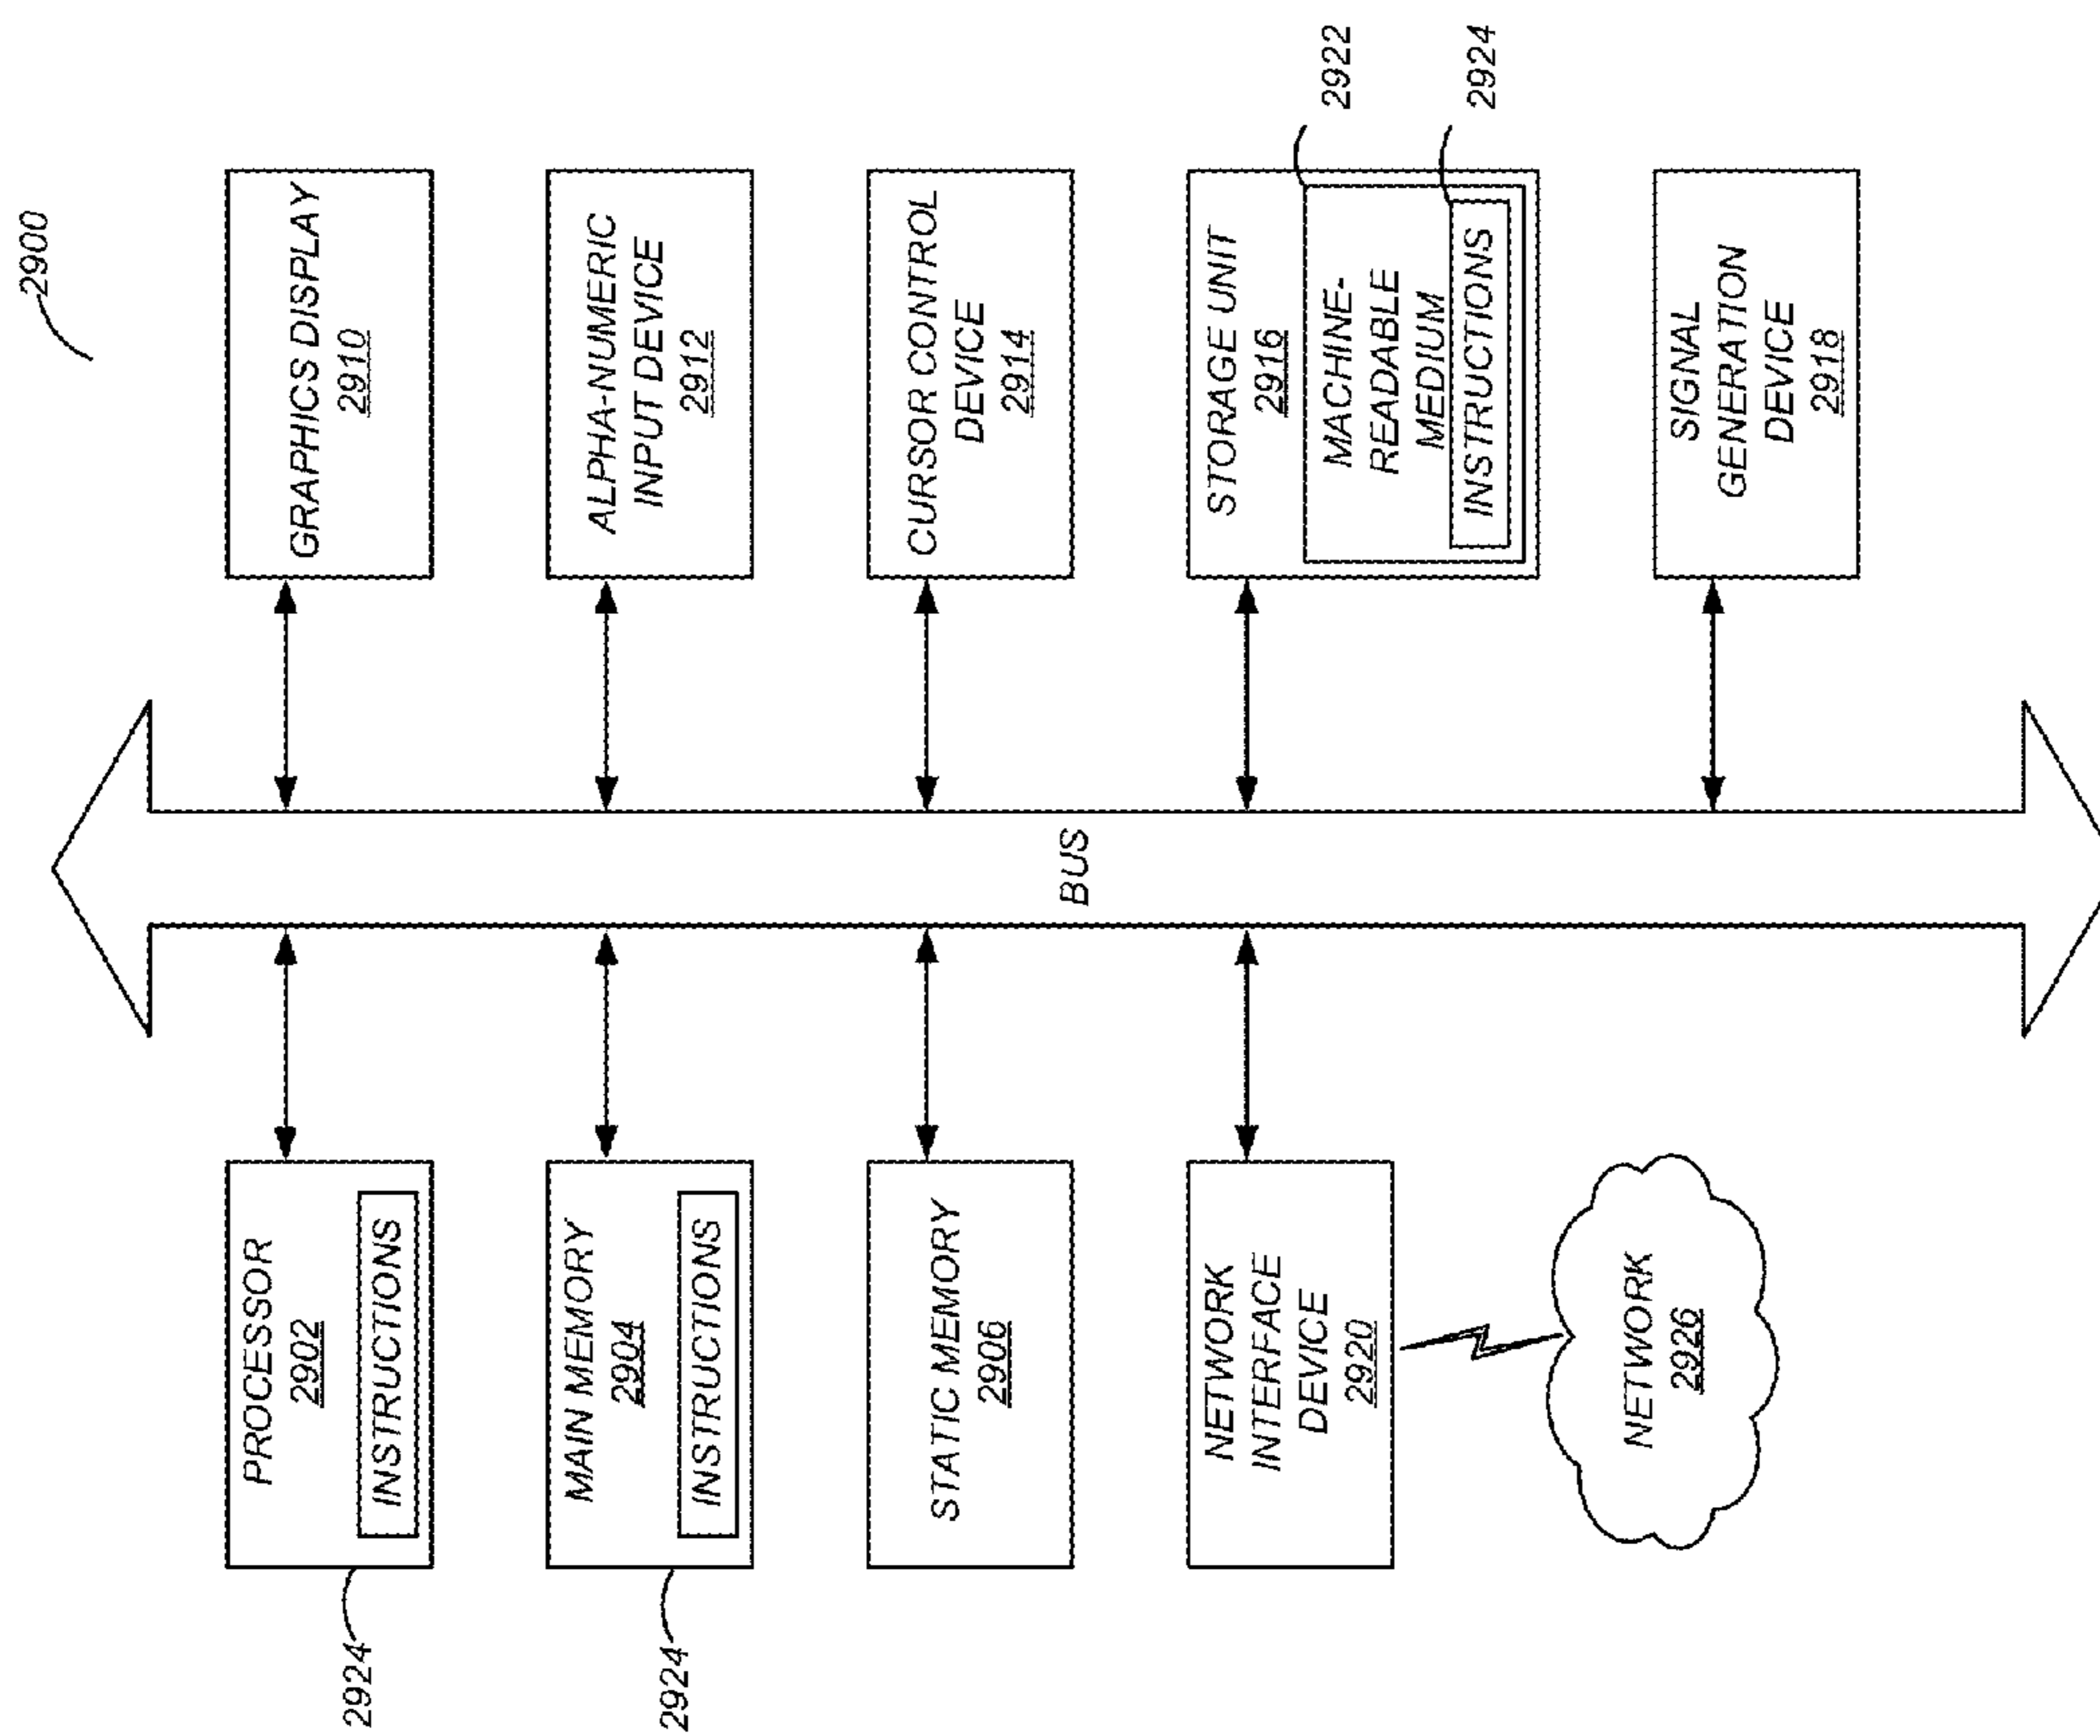 2900
PROCESSOR
2902
INSTRUCTIONS
2924
MAIN MEMORY
2904
INSTRUCTIONS
2924
STATIC MEMORY
2906
NETWORK
INTERFACE
DEVICE
2920
NETWORK
2926
BUS
GRAPHICS DISPLAY
2910
ALPHA-NUMERIC
INPUT DEVICE
2912
CURSOR CONTROL
DEVICE
2914
STORAGE UNIT
2916
MACHINE-
READABLE
MEDIUM
INSTRUCTIONS
2922
2924
SIGNAL
GENERATION
DEVICE
2918